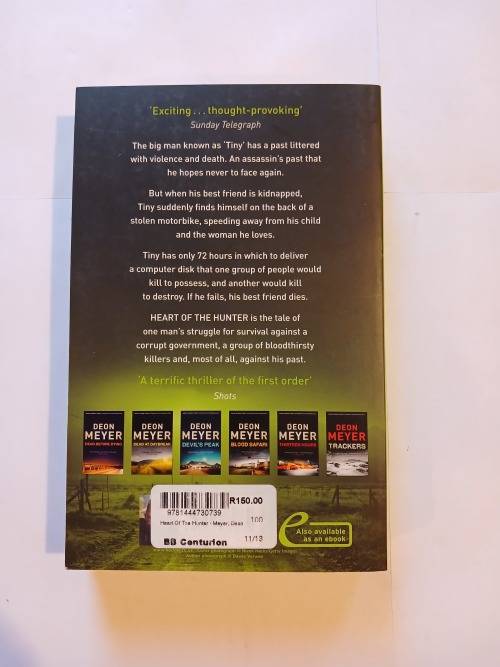 ‘Exciting . . . thought-provoking’
Sunday Telegraph
The big man known as ‘Tiny’ has a past littered
with violence and death. An assassin’s past that
he hopes never to face again.
But when his best friend is kidnapped,
Tiny suddenly finds himself on the back of a
stolen motorbike, speeding away from his child
and the woman he loves.
Tiny has only 72 hours in which to deliver
a computer disk that one group of people would
kill to possess, and another would kill
to destroy. If he fails, his best friend dies.
HEART OF THE HUNTER is the tale of
one man’s struggle for survival against a
corrupt government, a group of bloodthirsty
killers and, most of all, against his past.
‘A terrific thriller of the first order’
Shots
DEON
MEYER
DEAD BEFORE DYING
DEON
MEYER
DEAD AT DAYBREAK
DEON
MEYER
DEVIL'S PEAK
DEON
MEYER
BLOOD SAFARI
DEON
MEYER
THIRTEEN HOURS
DEON
MEYER
TRACKERS
R150.00
9781444730739
Heart Of The Hunter - Meyer, Deon
100
BB Centurion
11/13
e
Also available
as an ebook